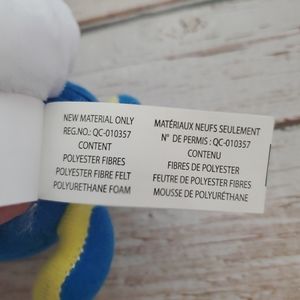 NEW MATERIAL ONLY
REG.NO.: QC-010357
CONTENT
POLYESTER FIBRES
POLYESTER FIBRE FELT
POLYURETHANE FOAM
MATÉRIAUX NEUFS SEULEMENT
N° DE PERMIS : QC-010357
CONTENU
FIBRES DE POLYESTER
FEUTRE DE POLYESTER FIBRES
MOUSSE DE POLYURÉTHANE